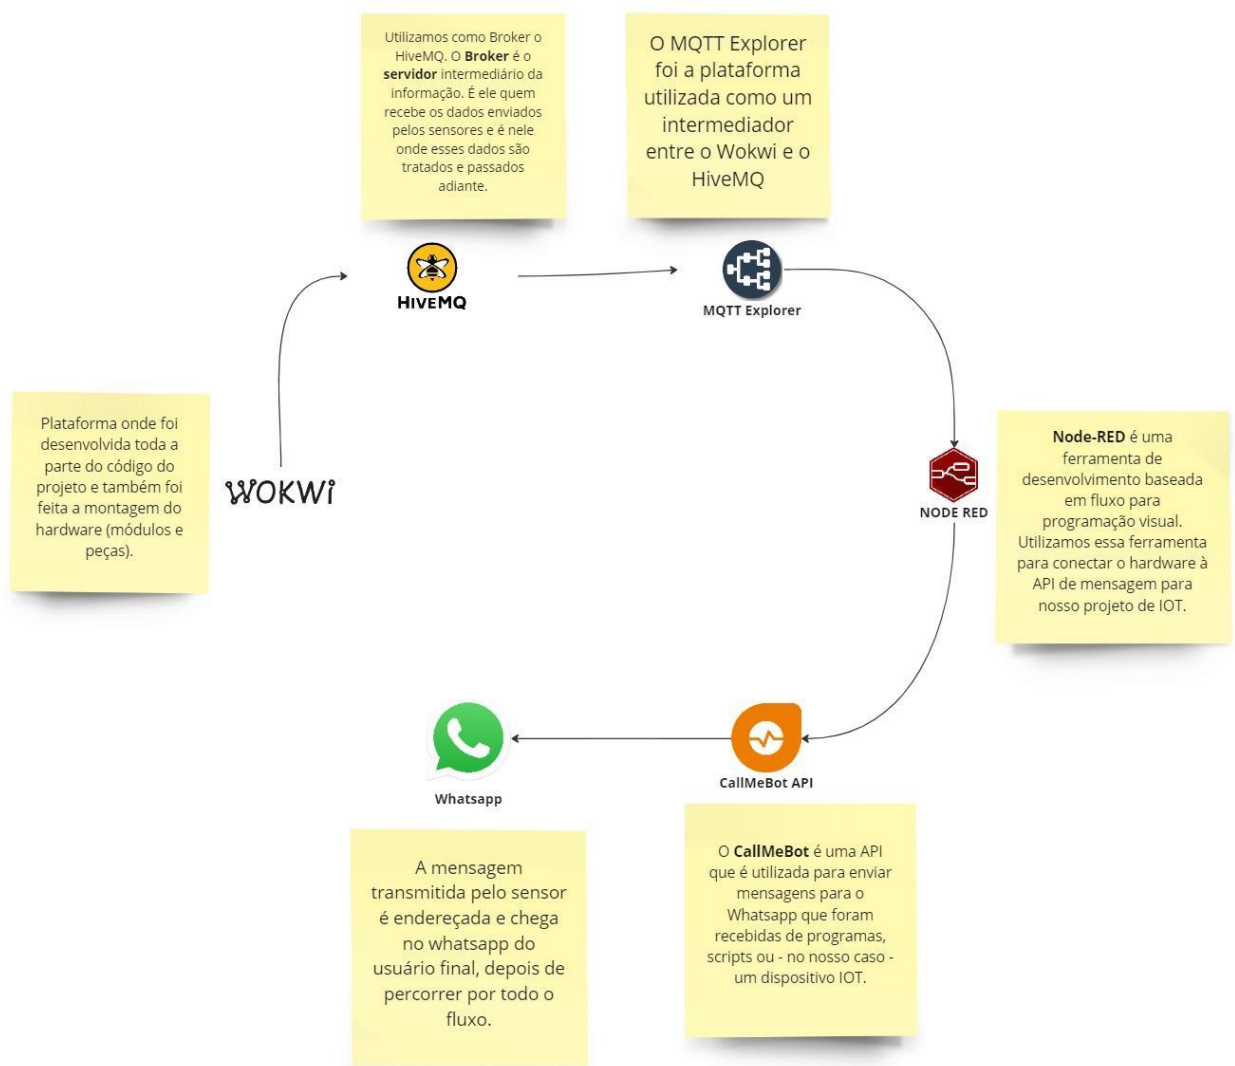 Utilizamos como Broker o
HiveMQ. O Broker é o
servidor intermediário da
informação. É ele quem
recebe os dados enviados
pelos sensores e é nele
onde esses dados são
tratados e passados
adiante.
O MQTT Explorer
foi a plataforma
utilizada como um
intermediador
entre o Wokwi e o
HiveMQ
HIVEMQ
MQTT Explorer
Plataforma onde foi
desenvolvida toda a
parte do código do
projeto e também foi
feita a montagem do
hardware (módulos e
peças).
WOKWi
NODE RED
Node-RED é uma
ferramenta de
desenvolvimento baseada
em fluxo para
programação visual.
Utilizamos essa ferramenta
para conectar o hardware à
API de mensagem para
nosso projeto de IOT.
Whatsapp
CallMeBot API
A mensagem
transmitida pelo sensor
é endereçada e chega
no whatsapp do
usuário final, depois de
percorrer por todo o
fluxo.
O CallMeBot é uma API
que é utilizada para enviar
mensagens para o
Whatsapp que foram
recebidas de programas,
scripts ou - no nosso caso -
um dispositivo IOT.